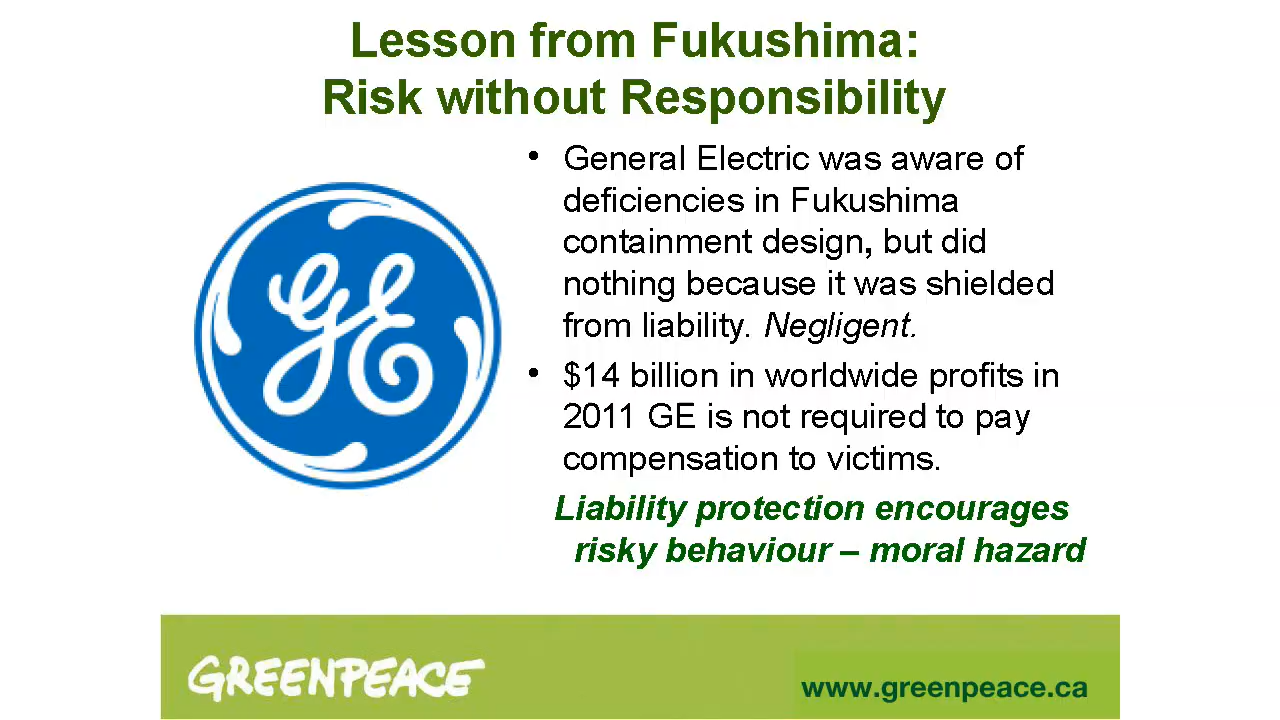 Lesson from Fukushima:
Risk without Responsibility
• General Electric was aware of
deficiencies in Fukushima
containment design, but did
nothing because it was shielded
from liability. Negligent.
• $14 billion in worldwide profits in
2011 GE is not required to pay
compensation to victims.
Liability protection encourages
risky behaviour – moral hazard
GE
GREENPEACE
www.greenpeace.ca